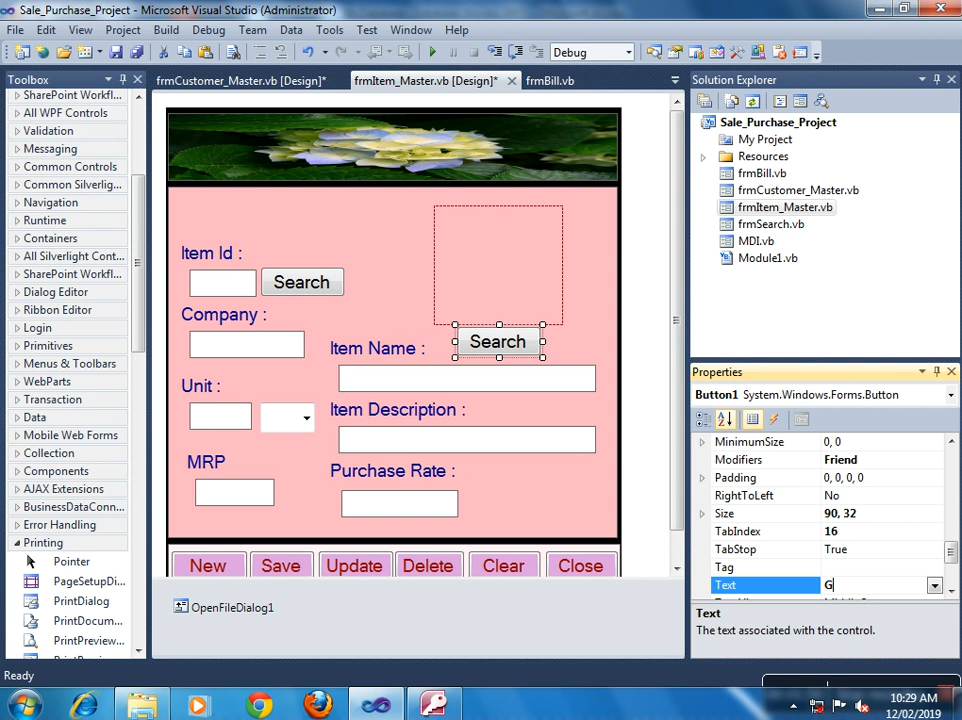 Sale_Purchase_Project - Microsoft Visual Studio (Administrator)
File Edit View Project Build Debug Team Data Tools Test Window Help
Debug
Toolbox
frmCustomer_Master.vb [Design]* frmItem_Master.vb [Design]* frmBill.vb
Solution Explorer
SharePoint Workfl...
All WPF Controls
Validation
Messaging
Common Controls
Common Silverlig...
Navigation
Runtime
Containers
All Silverlight Cont...
SharePoint Workfl...
Dialog Editor
Ribbon Editor
Login
Primitives
Menus & Toolbars
WebParts
Transaction
Data
Mobile Web Forms
Collection
Components
AJAX Extensions
BusinessDataConn...
Error Handling
Printing
Pointer
PageSetupDi...
PrintDialog
PrintDocum...
PrintPreview...
Item Id :
Search
Company :
Item Name :
Search
Unit :
Item Description :
MRP
Purchase Rate :
New Save Update Delete Clear Close
OpenFileDialog1
Sale_Purchase_Project
My Project
Resources
frmBill.vb
frmCustomer_Master.vb
frmItem_Master.vb
frmSearch.vb
MDI.vb
Module1.vb
Properties
Button1 System.Windows.Forms.Button
MinimumSize 0, 0
Modifiers Friend
Padding 0, 0, 0, 0
RightToLeft No
Size 90, 32
TabIndex 16
TabStop True
Tag
Text G
Text
The text associated with the control.
Ready
10:29 AM
12/02/2019